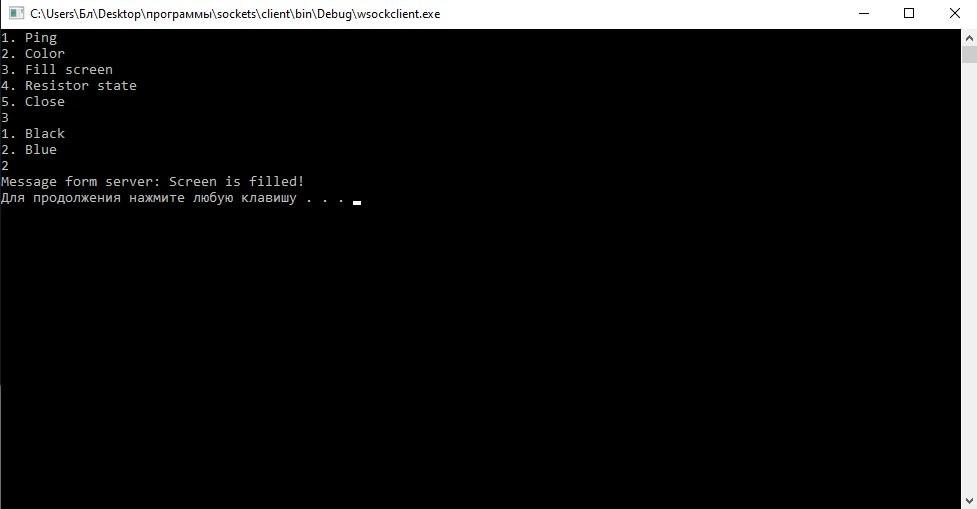 C:\Users\Бл\Desktop\программы\sockets\client\bin\Debug\wsockclient.exe
1. Ping
2. Color
3. Fill screen
4. Resistor state
5. Close
3
1. Black
2. Blue
2
Message form server: Screen is filled!
Для продолжения нажмите любую клавишу . . .